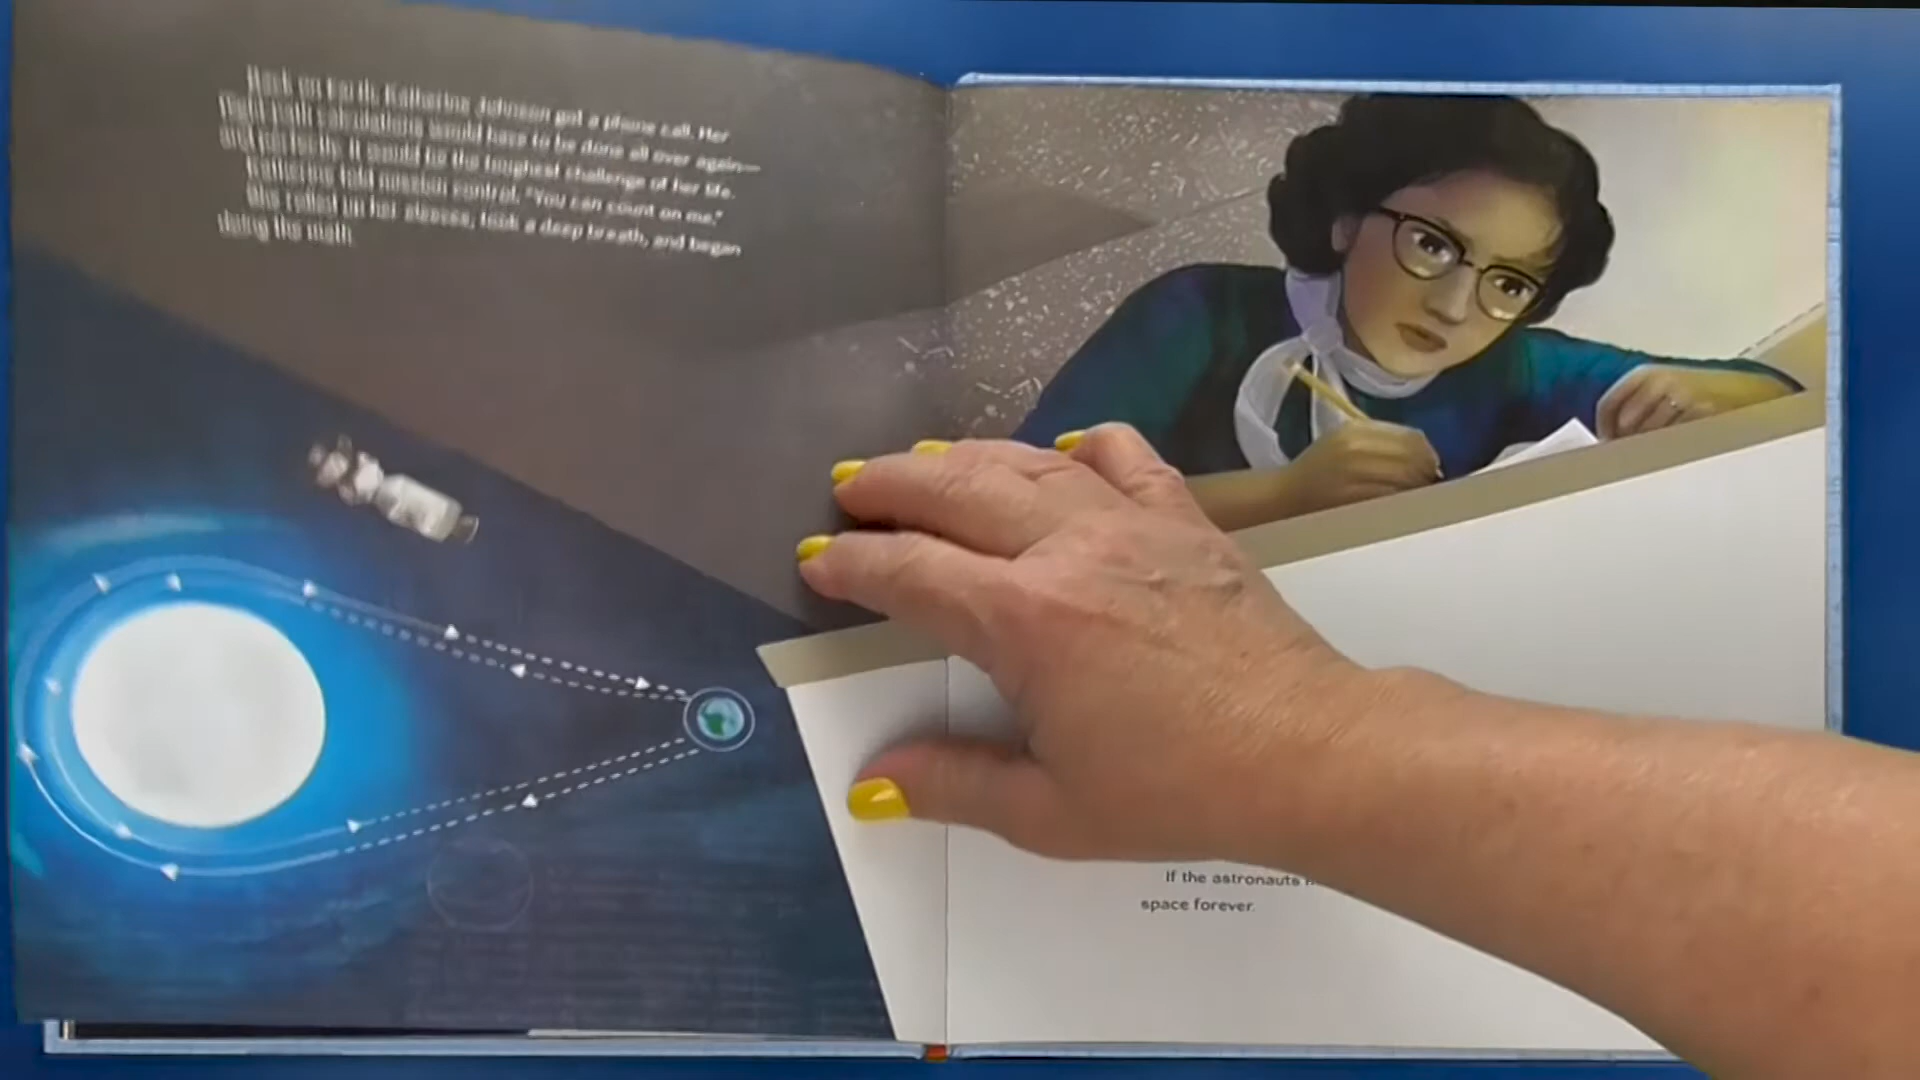 Back on Earth, Katherine Johnson got a phone call. Her
flight path calculations would have to be done all over again—
and perfectly. It would be the toughest challenge of her life.
Katherine told mission control, "You can count on me."
She rolled up her sleeves, took a deep breath, and began
doing the math.
If the astronauts
space forever.